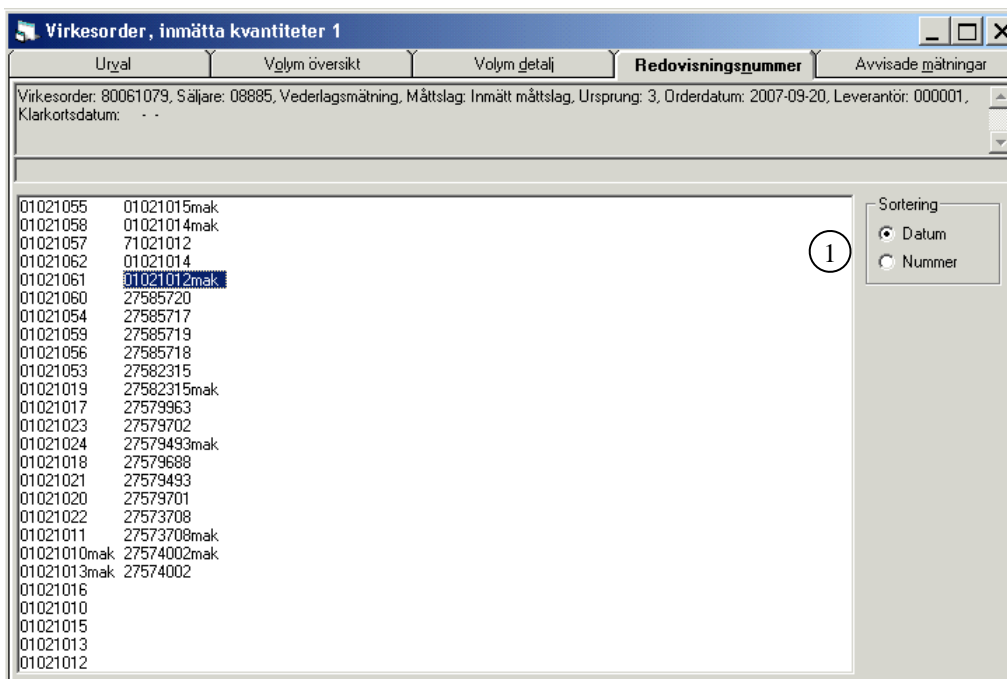 Virkesorder, inmätta kvantiteter 1
Urval Volym översikt Volym detalj Redovisningsnummer Avvisade mätningar
Virkesorder: 80061079, Säljare: 08885, Vederlagsmätning, Måttslag: Inmätt måttslag, Ursprung: 3, Orderdatum: 2007-09-20, Leverantör: 000001,
Klarkortsdatum: - -
01021055 01021015mak
01021058 01021014mak
01021057 71021012
01021062 01021014
01021061 01021012mak
01021060 27585720
01021054 27585717
01021059 27585719
01021056 27585718
01021053 27582315
01021019 27582315mak
01021017 27579963
01021023 27579702
01021024 27579493mak
01021018 27579688
01021021 27579493
01021020 27579701
01021022 27573708
01021011 27573708mak
01021010mak 27574002mak
01021013mak 27574002
01021016
01021010
01021015
01021013
01021012
Sortering
Datum
Nummer
1